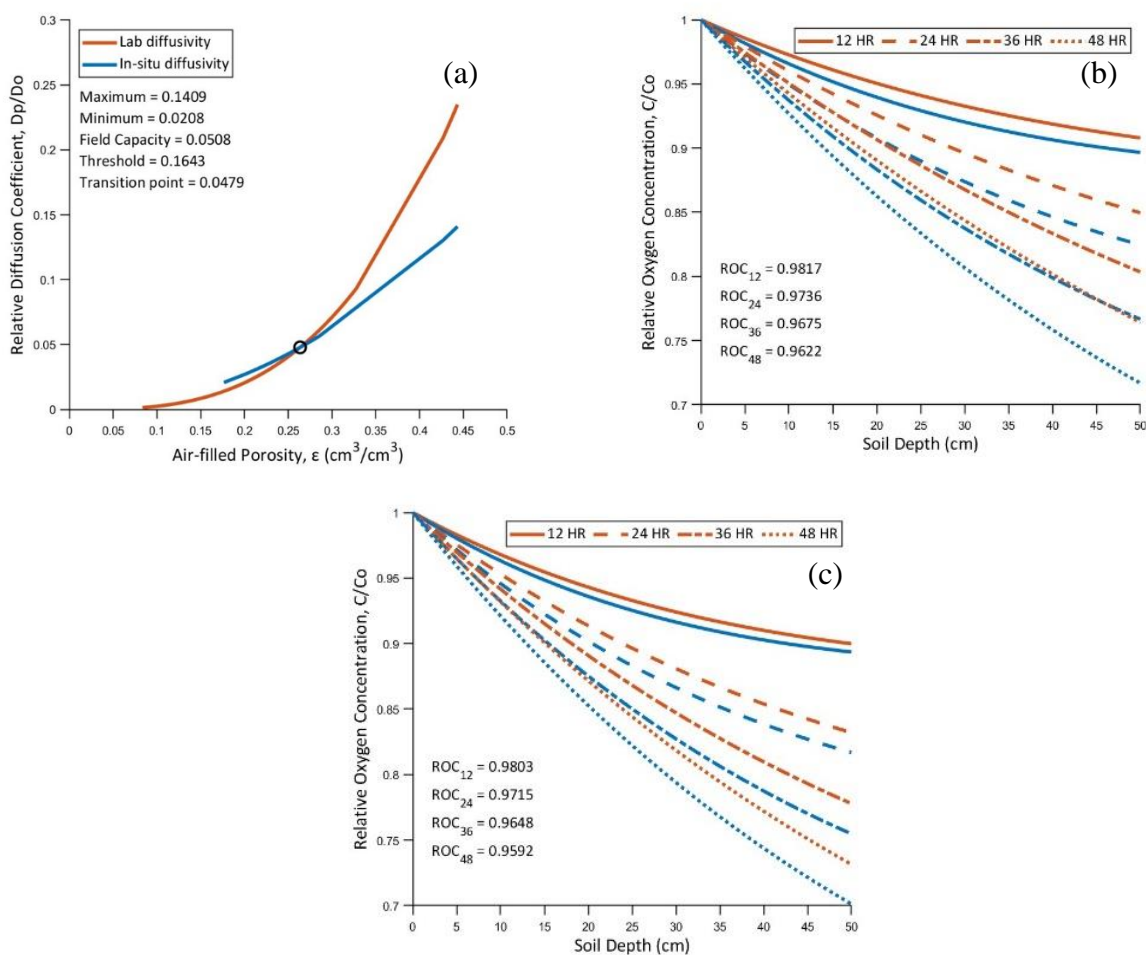 Relative Diffusion Coefficient, Dp/Do
0.3
0.25
0.2
0.15
0.1
0.05
0
Lab diffusivity
In-situ diffusivity
Maximum = 0.1409
Minimum = 0.0208
Field Capacity = 0.0508
Threshold = 0.1643
Transition point = 0.0479
(a)
0 0.05 0.1 0.15 0.2 0.25 0.3 0.35 0.4 0.45 0.5
Air-filled Porosity, ε (cm³/cm³)
Relative Oxygen Concentration, C/Co
1
0.95
0.9
0.85
0.8
0.75
0.7
12 HR 24 HR 36 HR 48 HR
(b)
ROC₁₂ = 0.9817
ROC₂₄ = 0.9736
ROC₃₆ = 0.9675
ROC₄₈ = 0.9622
0 5 10 15 20 25 30 35 40 45 50
Soil Depth (cm)
Relative Oxygen Concentration, C/Co
1
0.95
0.9
0.85
0.8
0.75
0.7
12 HR 24 HR 36 HR 48 HR
(c)
ROC₁₂ = 0.9803
ROC₂₄ = 0.9715
ROC₃₆ = 0.9648
ROC₄₈ = 0.9592
0 5 10 15 20 25 30 35 40 45 50
Soil Depth (cm)